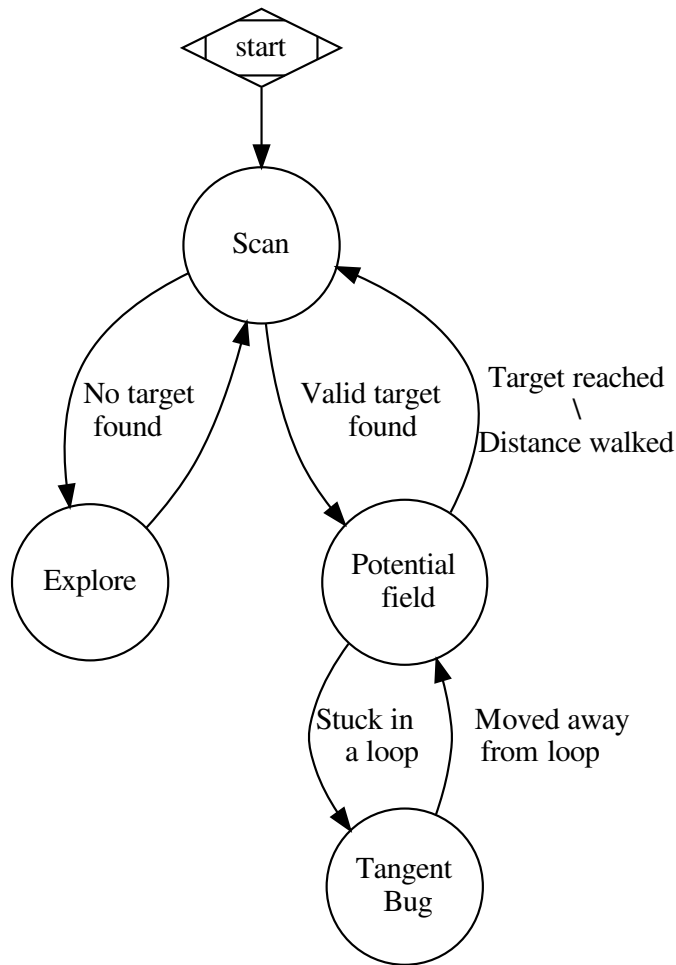 start
Scan
No target
found
Valid target
found
Target reached
\
Distance walked
Explore
Potential
field
Stuck in
a loop
Moved away
from loop
Tangent
Bug